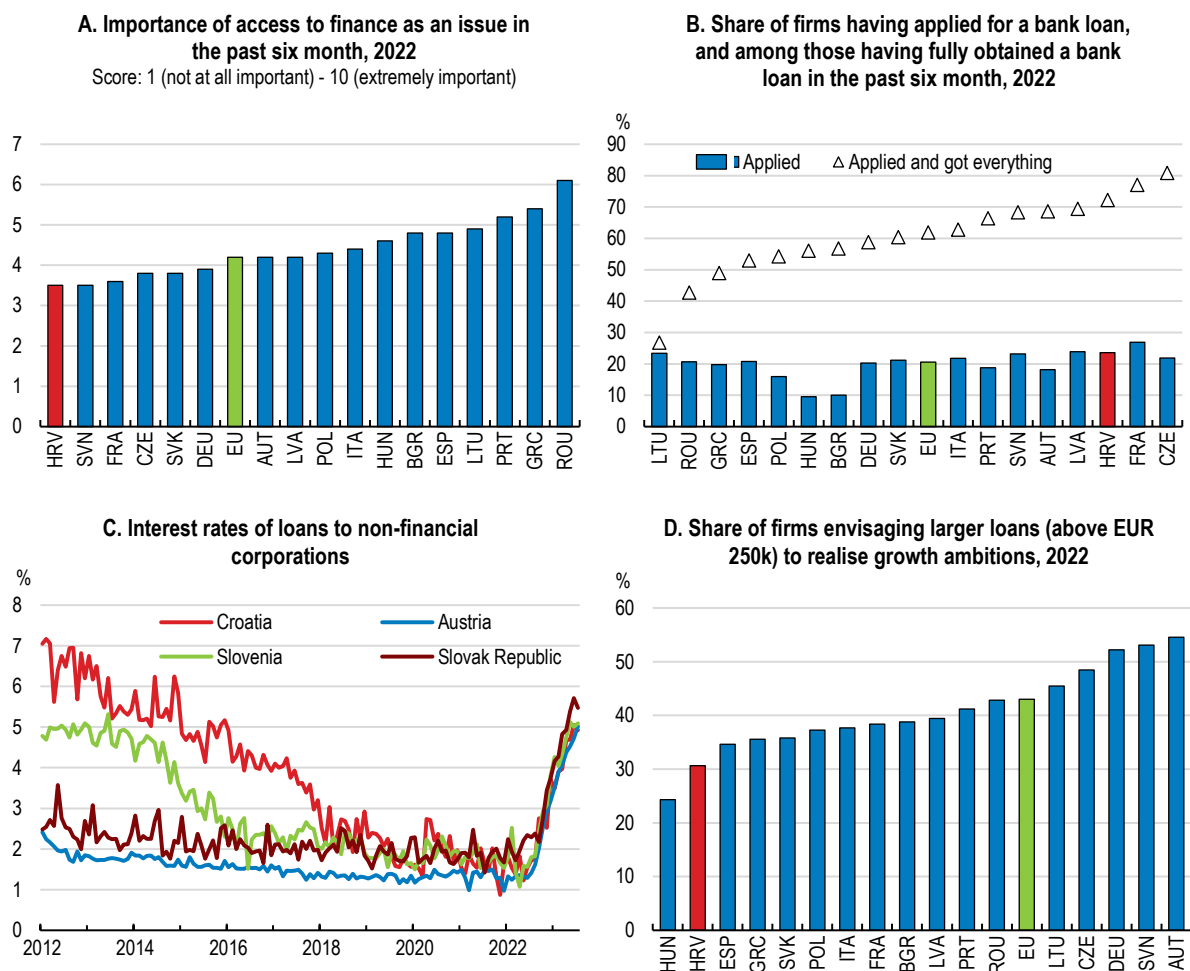 A. Importance of access to finance as an issue in
the past six month, 2022
Score: 1 (not at all important) - 10 (extremely important)
7
6
5
4
3
2
1
0
HRV
SVN
FRA
CZE
SVK
DEU
EU
AUT
LVA
POL
ITA
HUN
BGR
ESP
LTU
PRT
GRC
ROU
B. Share of firms having applied for a bank loan,
and among those having fully obtained a bank
loan in the past six month, 2022
%
90
80
70
60
50
40
30
20
10
0
Applied
Applied and got everything
LTU
ROU
GRC
ESP
POL
HUN
BGR
DEU
SVK
EU
ITA
PRT
SVN
AUT
LVA
HRV
FRA
CZE
C. Interest rates of loans to non-financial
corporations
%
8
7
6
5
4
3
2
1
0
Croatia
Austria
Slovenia
Slovak Republic
2012
2014
2016
2018
2020
2022
D. Share of firms envisaging larger loans (above EUR
250k) to realise growth ambitions, 2022
%
60
50
40
30
20
10
0
HUN
HRV
ESP
GRC
SVK
POL
ITA
FRA
BGR
LVA
PRT
ROU
EU
LTU
CZE
DEU
SVN
AUT